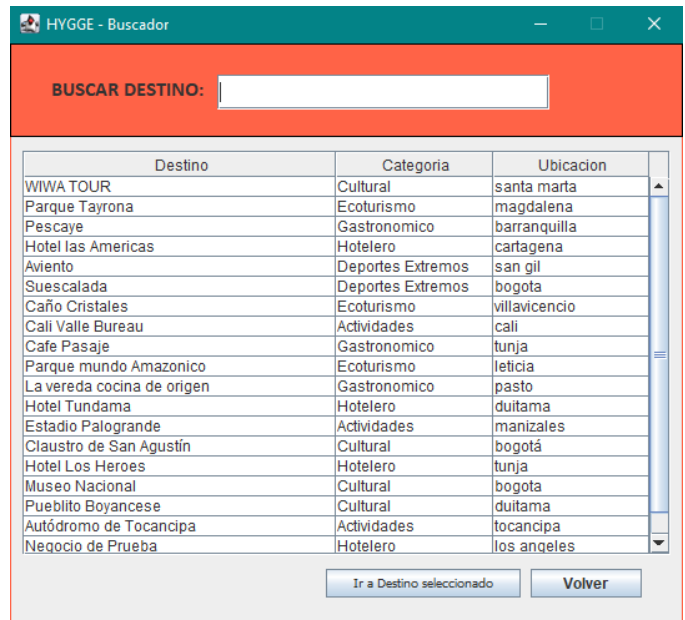 HYGGE - Buscador
BUSCAR DESTINO:
Destino Categoria Ubicacion
WIWA TOUR Cultural santa marta
Parque Tayrona Ecoturismo magdalena
Pescaye Gastronomico barranquilla
Hotel las Americas Hotelero cartagena
Aviento Deportes Extremos san gil
Suescalada Deportes Extremos bogota
Caño Cristales Ecoturismo villavicencio
Cali Valle Bureau Actividades cali
Cafe Pasaje Gastronomico tunja
Parque mundo Amazonico Ecoturismo leticia
La vereda cocina de origen Gastronomico pasto
Hotel Tundama Hotelero duitama
Estadio Palogrande Actividades manizales
Claustro de San Agustín Cultural bogotá
Hotel Los Heroes Hotelero tunja
Museo Nacional Cultural bogota
Pueblito Boyancese Cultural duitama
Autódromo de Tocancipa Actividades tocancipa
Negocio de Prueba Hotelero los angeles
Ir a Destino seleccionado Volver